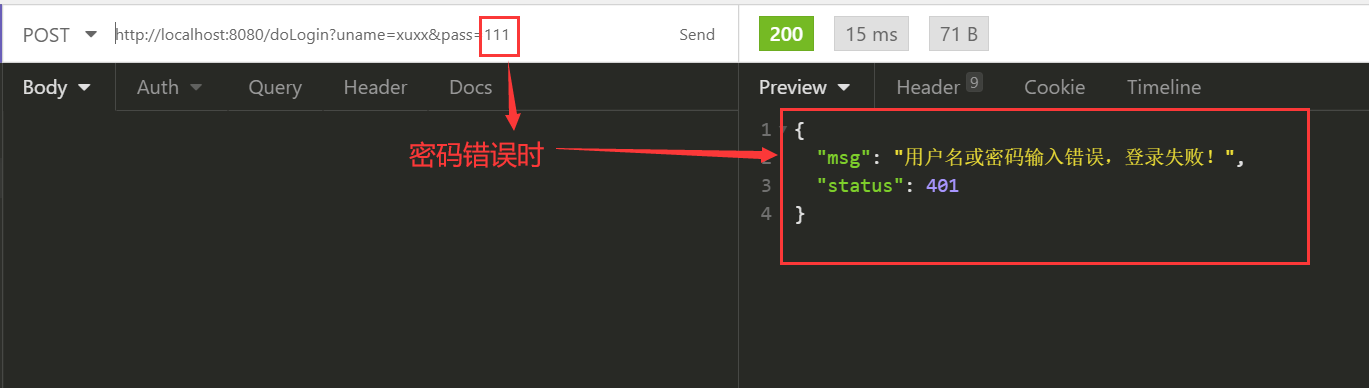 POST http://localhost:8080/doLogin?uname=xuxx&pass=111 Send
200 15 ms 71 B
Body Auth Query Header Docs
Preview Header 9 Cookie Timeline
密码错误时
1 {
2 "msg": "用户名或密码输入错误，登录失败！",
3 "status": 401
4 }